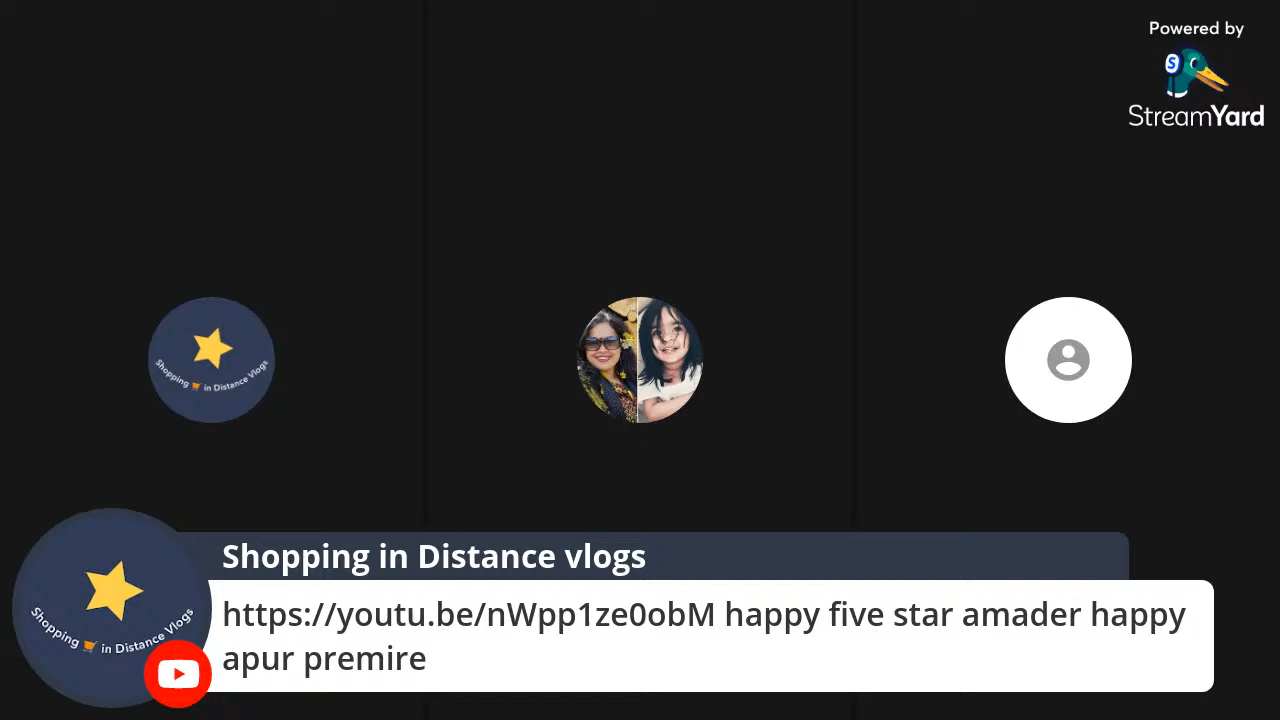 Powered by
StreamYard
S
Shopping 🛒 in Distance Vlogs
Shopping in Distance vlogs
https://youtu.be/nWpp1ze0obM happy five star amader happy
apur premire
Shopping 🛒 in Distance Vlogs